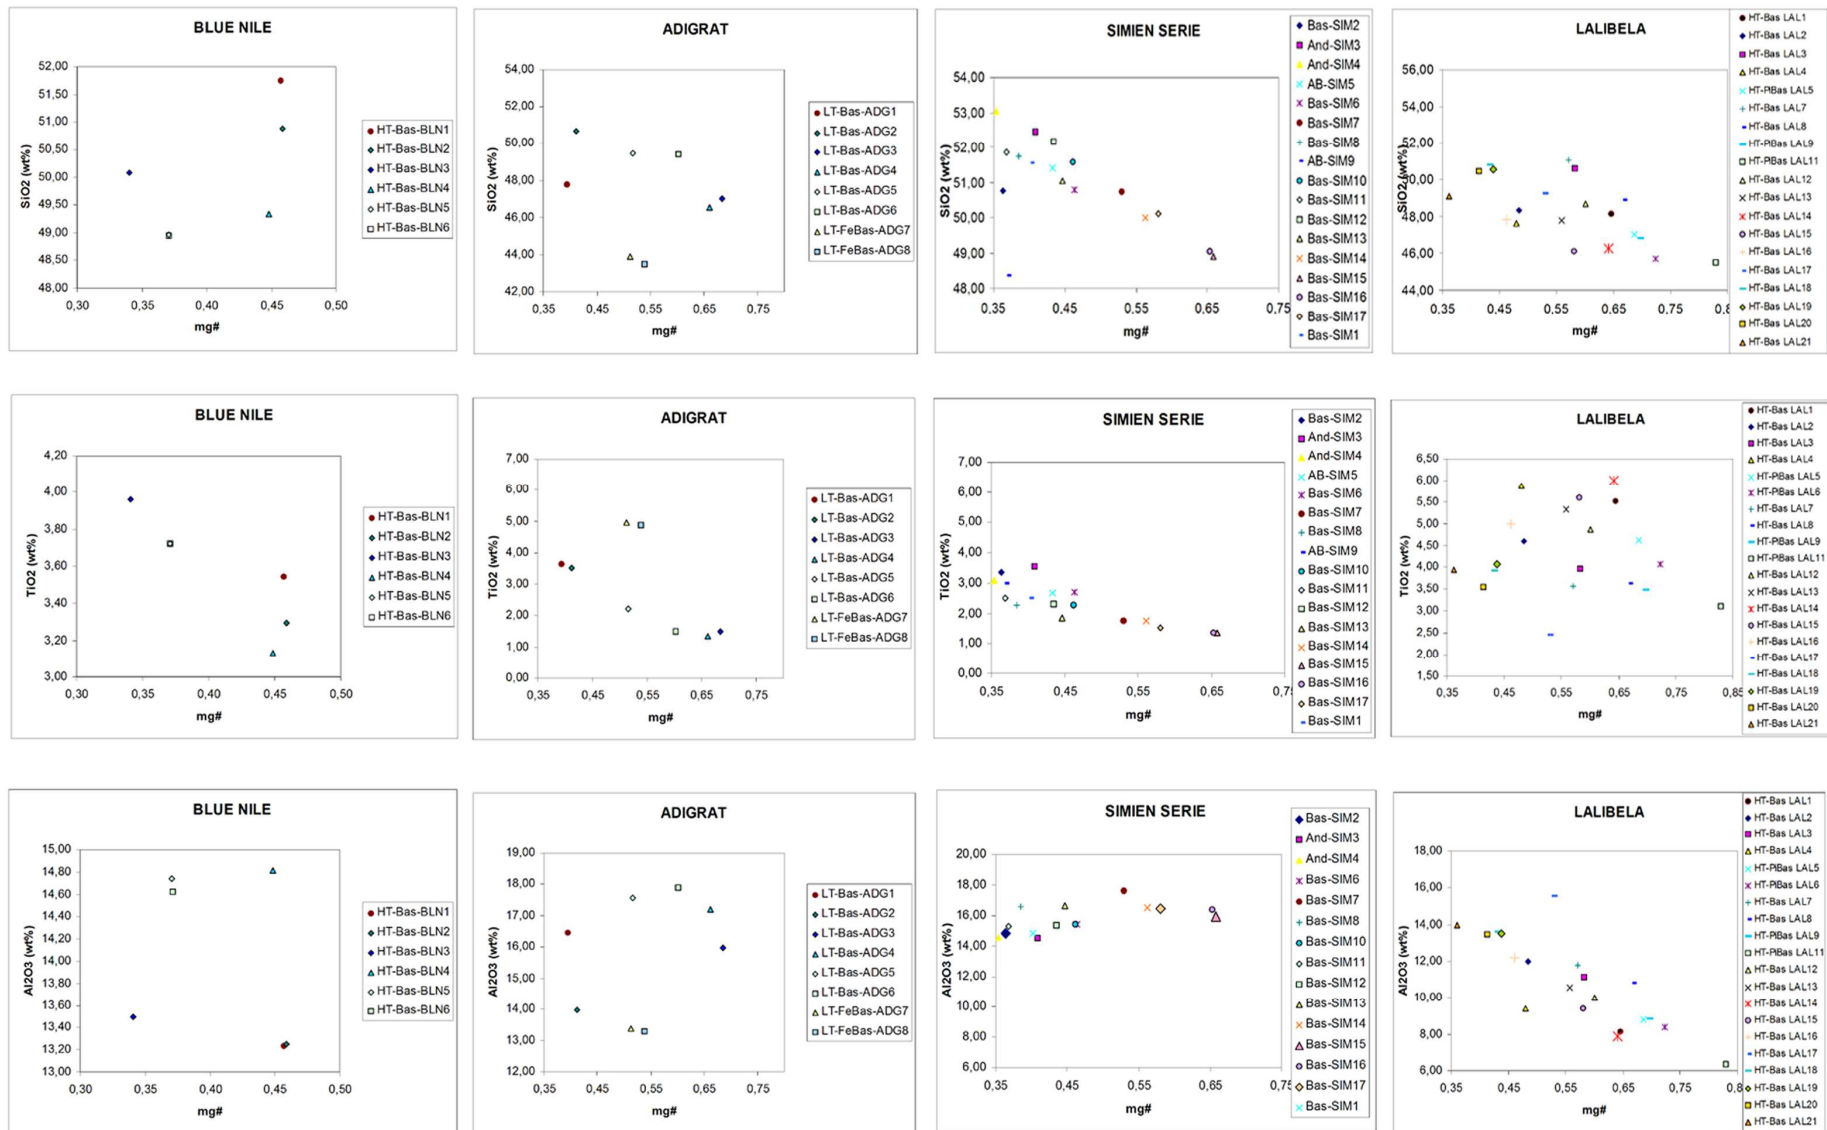 BLUE NILE
SiO2 (wt%)
52,00
51,50
51,00
50,50
50,00
49,50
49,00
48,50
48,00
0,30
0,35
0,40
0,45
0,50
mg#
HT-Bas-BLN1
HT-Bas-BLN2
HT-Bas-BLN3
HT-Bas-BLN4
HT-Bas-BLN5
HT-Bas-BLN6
ADIGRAT
SiO2 (wt%)
54,00
52,00
50,00
48,00
46,00
44,00
42,00
0,35
0,45
0,55
0,65
0,75
mg#
LT-Bas-ADG1
LT-Bas-ADG2
LT-Bas-ADG3
LT-Bas-ADG4
LT-Bas-ADG5
LT-Bas-ADG6
LT-FeBas-ADG7
LT-FeBas-ADG8
SIMIEN SERIE
SiO2 (wt%)
54,00
53,00
52,00
51,00
50,00
49,00
48,00
0,35
0,45
0,55
0,65
0,75
mg#
Bas-SIM2
And-SIM3
And-SIM4
AB-SIM5
Bas-SIM6
Bas-SIM7
Bas-SIM8
AB-SIM9
Bas-SIM10
Bas-SIM11
Bas-SIM12
Bas-SIM13
Bas-SIM14
Bas-SIM15
Bas-SIM16
Bas-SIM17
Bas-SIM1
LALIBELA
SiO2 (wt%)
56,00
54,00
52,00
50,00
48,00
46,00
44,00
0,35
0,45
0,55
0,65
0,75
0,8
mg#
HT-Bas LAL1
HT-Bas LAL2
HT-Bas LAL3
HT-Bas LAL4
HT-PiBas LAL5
HT-Bas LAL7
HT-Bas LAL8
HT-PiBas LAL9
HT-PiBas LAL11
HT-Bas LAL12
HT-Bas LAL13
HT-Bas LAL14
HT-Bas LAL15
HT-Bas LAL16
HT-Bas LAL17
HT-Bas LAL18
HT-Bas LAL19
HT-Bas LAL20
HT-Bas LAL21
BLUE NILE
TiO2 (wt%)
4,20
4,00
3,80
3,60
3,40
3,20
3,00
0,30
0,35
0,40
0,45
0,50
mg#
HT-Bas-BLN1
HT-Bas-BLN2
HT-Bas-BLN3
HT-Bas-BLN4
HT-Bas-BLN5
HT-Bas-BLN6
ADIGRAT
TiO2 (wt%)
7,00
6,00
5,00
4,00
3,00
2,00
1,00
0,00
0,35
0,45
0,55
0,65
0,75
mg#
LT-Bas-ADG1
LT-Bas-ADG2
LT-Bas-ADG3
LT-Bas-ADG4
LT-Bas-ADG5
LT-Bas-ADG6
LT-FeBas-ADG7
LT-FeBas-ADG8
SIMIEN SERIE
TiO2 (wt%)
7,00
6,00
5,00
4,00
3,00
2,00
1,00
0,00
0,35
0,45
0,55
0,65
0,75
mg#
Bas-SIM2
And-SIM3
And-SIM4
AB-SIM5
Bas-SIM6
Bas-SIM7
Bas-SIM8
AB-SIM9
Bas-SIM10
Bas-SIM11
Bas-SIM12
Bas-SIM13
Bas-SIM14
Bas-SIM15
Bas-SIM16
Bas-SIM17
Bas-SIM1
LALIBELA
TiO2 (wt%)
6,50
6,00
5,50
5,00
4,50
4,00
3,50
3,00
2,50
2,00
1,50
0,35
0,45
0,55
0,65
0,75
0,85
mg#
HT-Bas LAL1
HT-Bas LAL2
HT-Bas LAL3
HT-Bas LAL4
HT-PiBas LAL5
HT-PiBas LAL6
HT-Bas LAL7
HT-Bas LAL8
HT-PiBas LAL9
HT-PiBas LAL11
HT-Bas LAL12
HT-Bas LAL13
HT-Bas LAL14
HT-Bas LAL15
HT-Bas LAL16
HT-Bas LAL17
HT-Bas LAL18
HT-Bas LAL19
HT-Bas LAL20
HT-Bas LAL21
BLUE NILE
Al2O3 (wt%)
15,00
14,80
14,60
14,40
14,20
14,00
13,80
13,60
13,40
13,20
13,00
0,30
0,35
0,40
0,45
0,50
mg#
HT-Bas-BLN1
HT-Bas-BLN2
HT-Bas-BLN3
HT-Bas-BLN4
HT-Bas-BLN5
HT-Bas-BLN6
ADIGRAT
Al2O3 (wt%)
19,00
18,00
17,00
16,00
15,00
14,00
13,00
12,00
0,35
0,45
0,55
0,65
0,75
mg#
LT-Bas-ADG1
LT-Bas-ADG2
LT-Bas-ADG3
LT-Bas-ADG4
LT-Bas-ADG5
LT-Bas-ADG6
LT-FeBas-ADG7
LT-FeBas-ADG8
SIMIEN SERIE
Al2O3 (wt%)
20,00
18,00
16,00
14,00
12,00
10,00
8,00
6,00
0,35
0,45
0,55
0,65
0,75
mg#
Bas-SIM2
And-SIM3
And-SIM4
Bas-SIM6
Bas-SIM7
Bas-SIM8
Bas-SIM10
Bas-SIM11
Bas-SIM12
Bas-SIM13
Bas-SIM14
Bas-SIM15
Bas-SIM16
Bas-SIM17
Bas-SIM1
LALIBELA
Al2O3 (wt%)
18,00
16,00
14,00
12,00
10,00
8,00
6,00
0,35
0,45
0,55
0,65
0,75
0,8
mg#
HT-Bas LAL1
HT-Bas LAL2
HT-Bas LAL3
HT-Bas LAL4
HT-PiBas LAL5
HT-PiBas LAL6
HT-Bas LAL7
HT-Bas LAL8
HT-PiBas LAL9
HT-PiBas LAL11
HT-Bas LAL12
HT-Bas LAL13
HT-Bas LAL14
HT-Bas LAL15
HT-Bas LAL16
HT-Bas LAL17
HT-Bas LAL18
HT-Bas LAL19
HT-Bas LAL20
HT-Bas LAL21